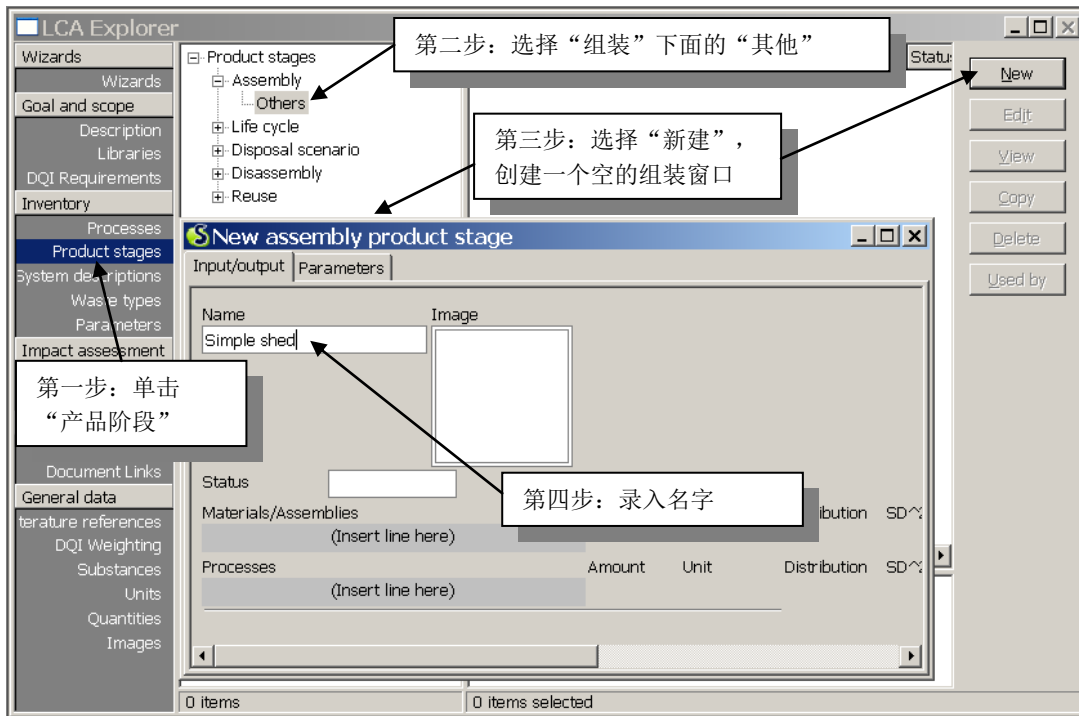 LCA Explorer
Wizards
Wizards
Goal and scope
Description
Libraries
DQI Requirements
Inventory
Processes
Product stages
System descriptions
Waste types
Parameters
Impact assessment
Document Links
General data
terature references
DQI Weighting
Substances
Units
Quantities
Images
Product stages
Assembly
Others
Life cycle
Disposal scenario
Disassembly
Reuse
Status
New
Edit
View
Copy
Delete
Used by
第二步：选择“组装”下面的“其他”
第三步：选择“新建”，
创建一个空的组装窗口
New assembly product stage
Input/output
Parameters
Name
Image
Simple shed
第一步：单击
“产品阶段”
Status
第四步：录入名字
Materials/Assemblies
ibution
SD^2
(Insert line here)
Processes
Amount
Unit
Distribution
SD^2
(Insert line here)
0 items
0 items selected